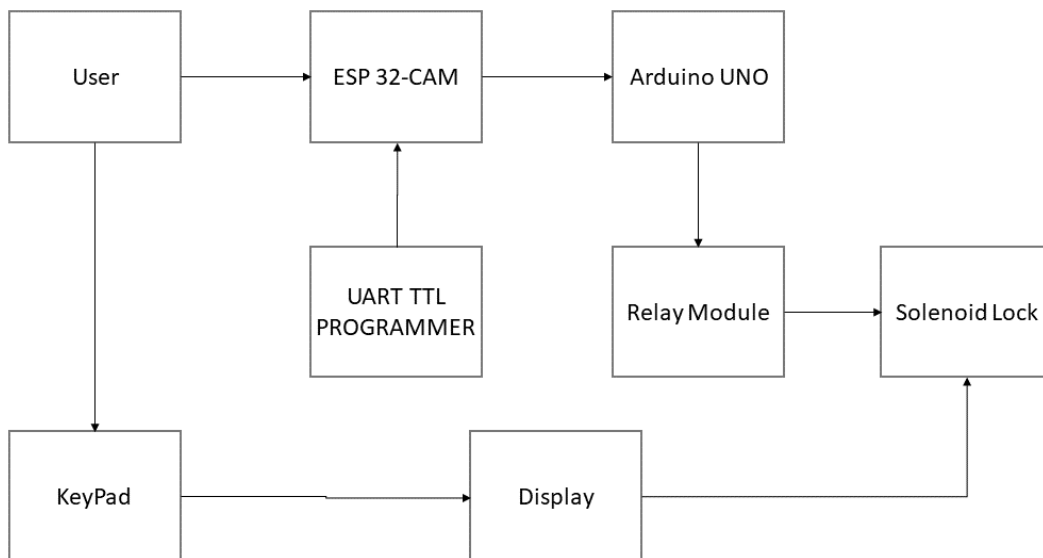 User
ESP 32-CAM
Arduino UNO
UART TTL
PROGRAMMER
Relay Module
Solenoid Lock
KeyPad
Display